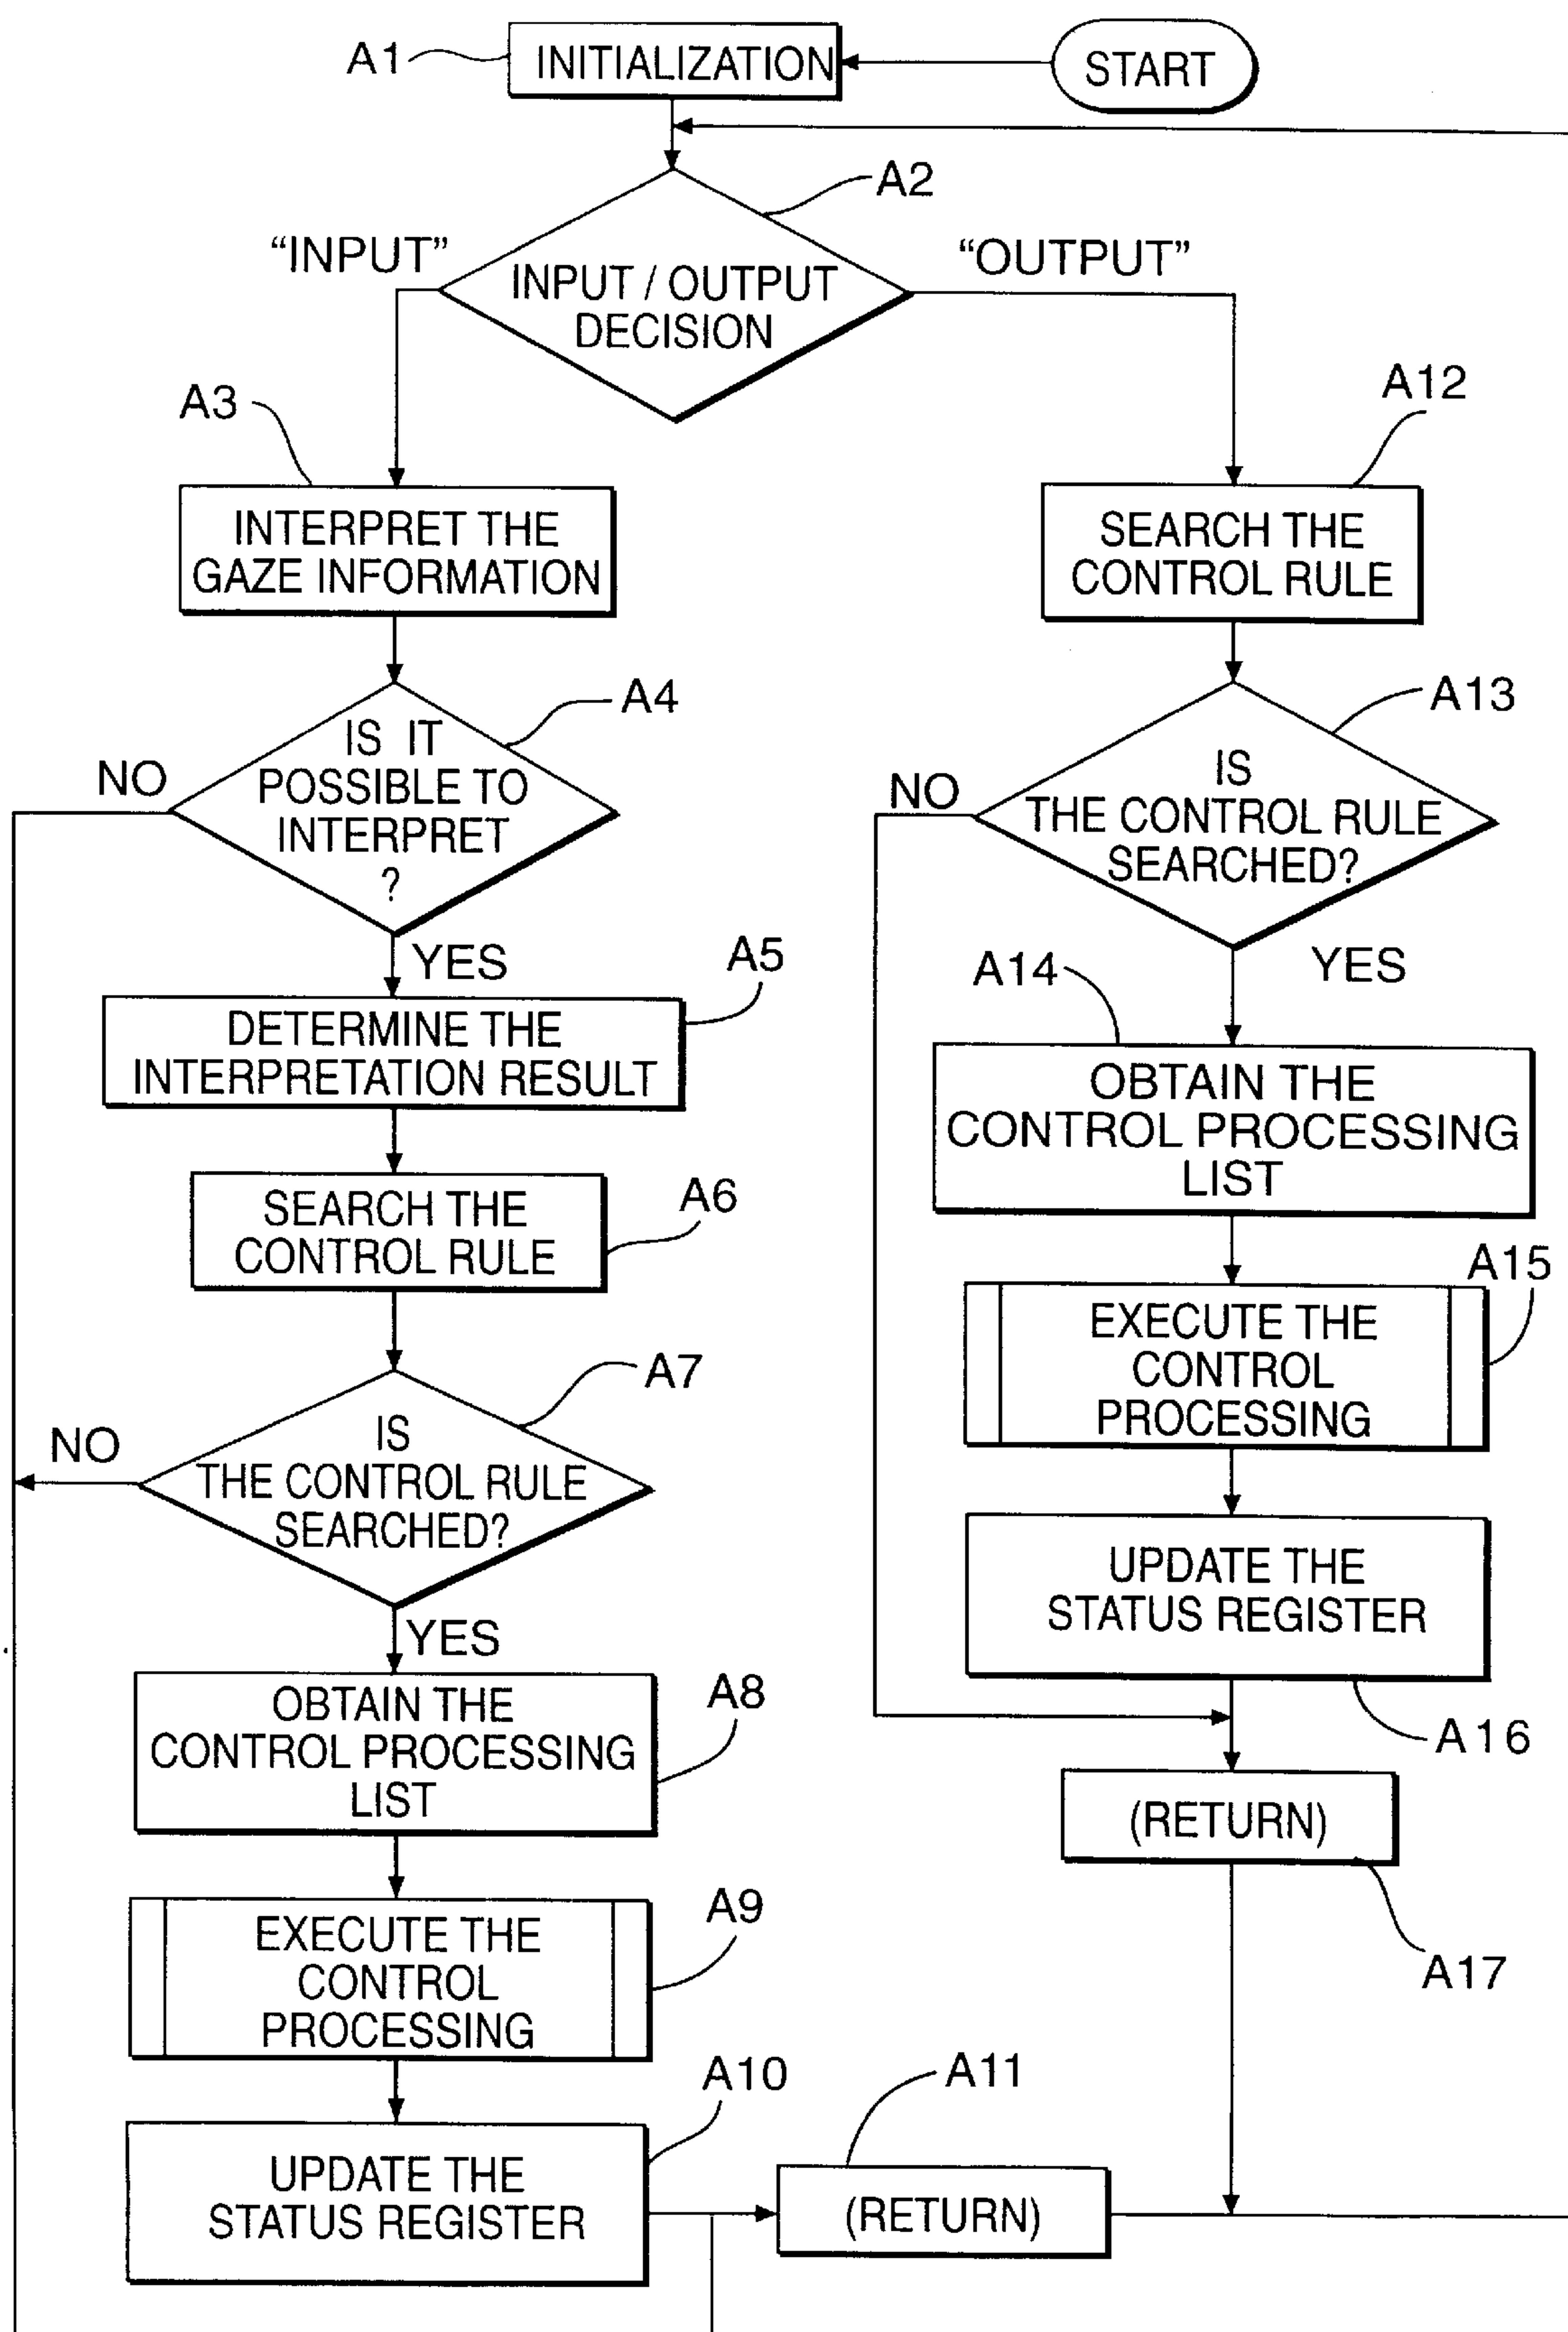 A1
INITIALIZATION
START
A2
"INPUT"
"OUTPUT"
INPUT / OUTPUT
DECISION
A3
INTERPRET THE
GAZE INFORMATION
A4
IS IT
POSSIBLE TO
INTERPRET
?
NO
YES
A5
DETERMINE THE
INTERPRETATION RESULT
A6
SEARCH THE
CONTROL RULE
A7
IS
THE CONTROL RULE
SEARCHED?
NO
YES
A8
OBTAIN THE
CONTROL PROCESSING
LIST
A9
EXECUTE THE
CONTROL
PROCESSING
A10
UPDATE THE
STATUS REGISTER
A11
(RETURN)
A12
SEARCH THE
CONTROL RULE
A13
IS
THE CONTROL RULE
SEARCHED?
NO
YES
A14
OBTAIN THE
CONTROL PROCESSING
LIST
A15
EXECUTE THE
CONTROL
PROCESSING
UPDATE THE
STATUS REGISTER
A16
(RETURN)
A17